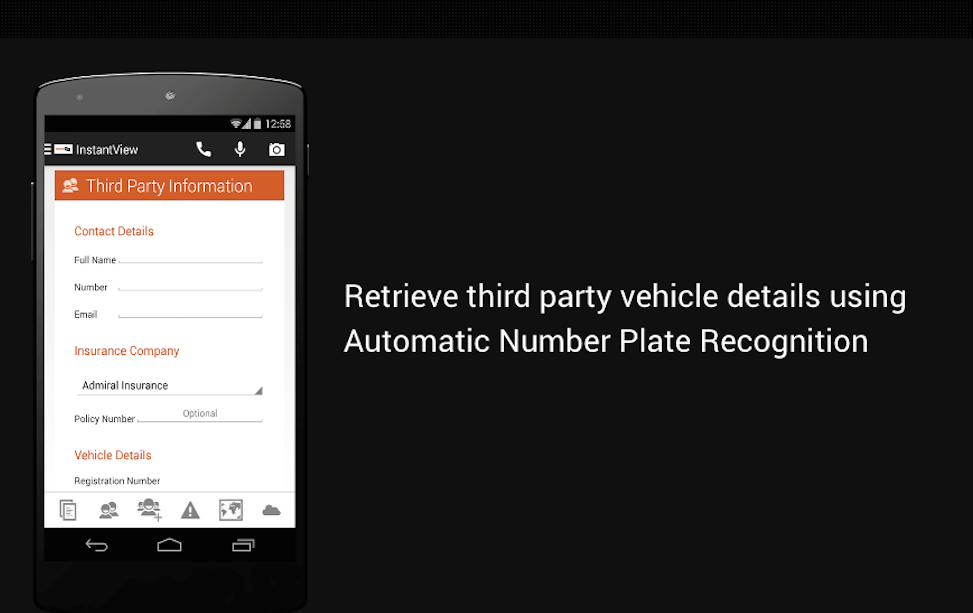 12:58
InstantView
Third Party Information
Contact Details
Full Name
Number
Email
Insurance Company
Admiral Insurance
Policy Number Optional
Vehicle Details
Registration Number
Retrieve third party vehicle details using
Automatic Number Plate Recognition